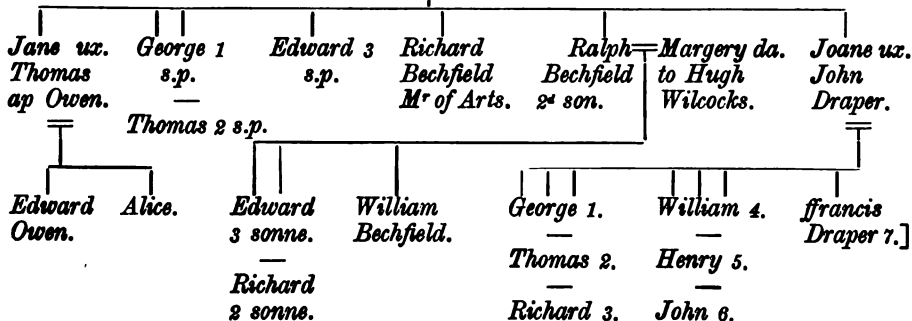 Jane ux.
Thomas
ap Owen.
George 1
s.p.
—
Thomas 2 s.p.
Edward 3
s.p.
Richard
Bechfield
Mr of Arts.
Ralph
Bechfield
2d son.
Margery da.
to Hugh
Wilcocks.
Joane ux.
John
Draper.
Edward
Owen.
Alice.
Edward
3 sonne.
—
Richard
2 sonne.
William
Bechfield.
George 1.
—
Thomas 2.
—
Richard 3.
William 4.
—
Henry 5.
—
John 6.
ffrancis
Draper 7.]